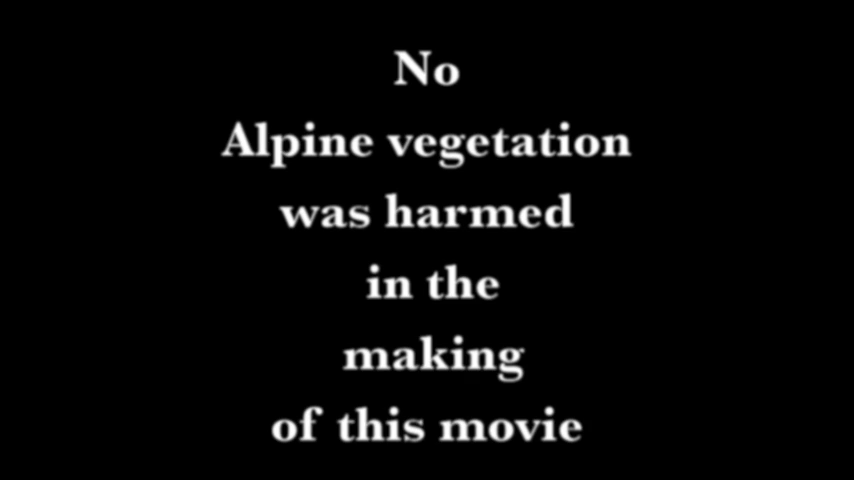 No
Alpine vegetation
was harmed
in the
making
of this movie